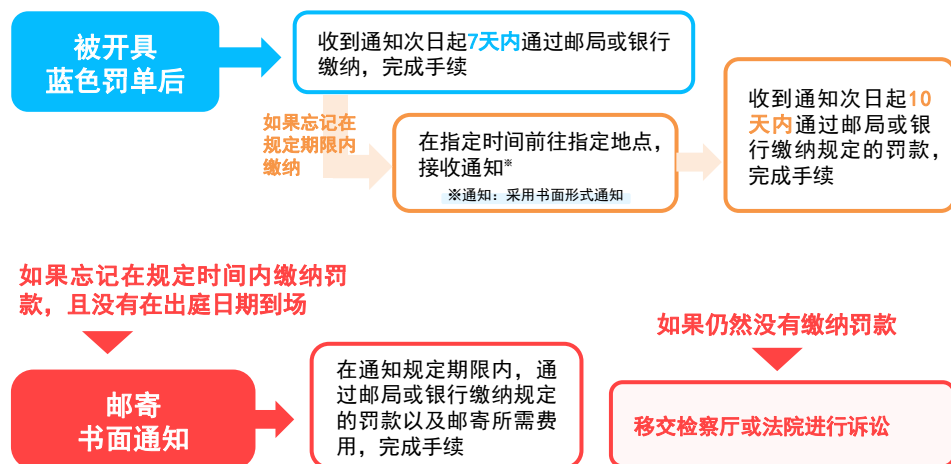 被开具
蓝色罚单后
收到通知次日起7天内通过邮局或银行
缴纳，完成手续
如果忘记在
规定期限内
缴纳
在指定时间前往指定地点，
接收通知※
※通知：采用书面形式通知
收到通知次日起10
天内通过邮局或银
行缴纳规定的罚款，
完成手续
如果忘记在规定时间内缴纳罚
款，且没有在出庭日期到场
邮寄
书面通知
在通知规定期限内，通
过邮局或银行缴纳规定
的罚款以及邮寄所需费
用，完成手续
如果仍然没有缴纳罚款
移交检察厅或法院进行诉讼